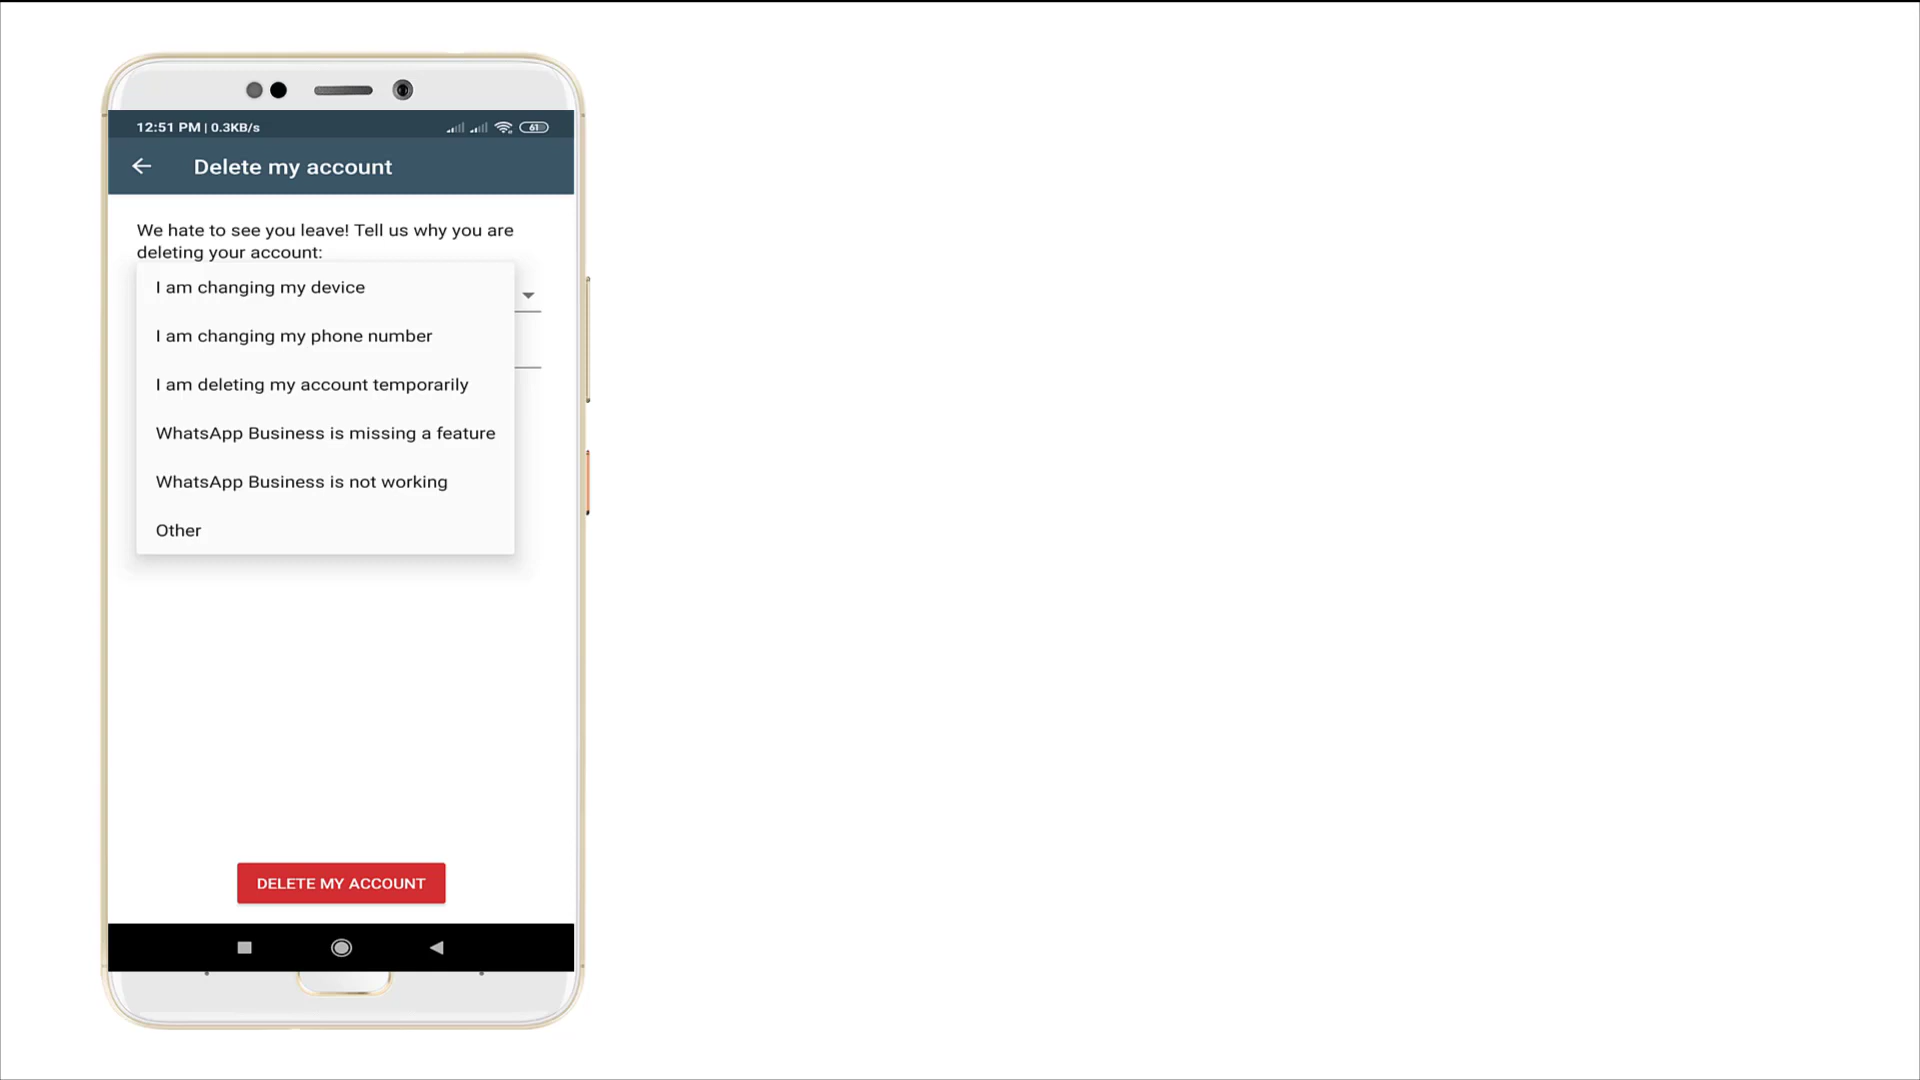 12:51 PM | 0.3KB/s
61
Delete my account
We hate to see you leave! Tell us why you are
deleting your account:
I am changing my device
I am changing my phone number
I am deleting my account temporarily
WhatsApp Business is missing a feature
WhatsApp Business is not working
Other
DELETE MY ACCOUNT